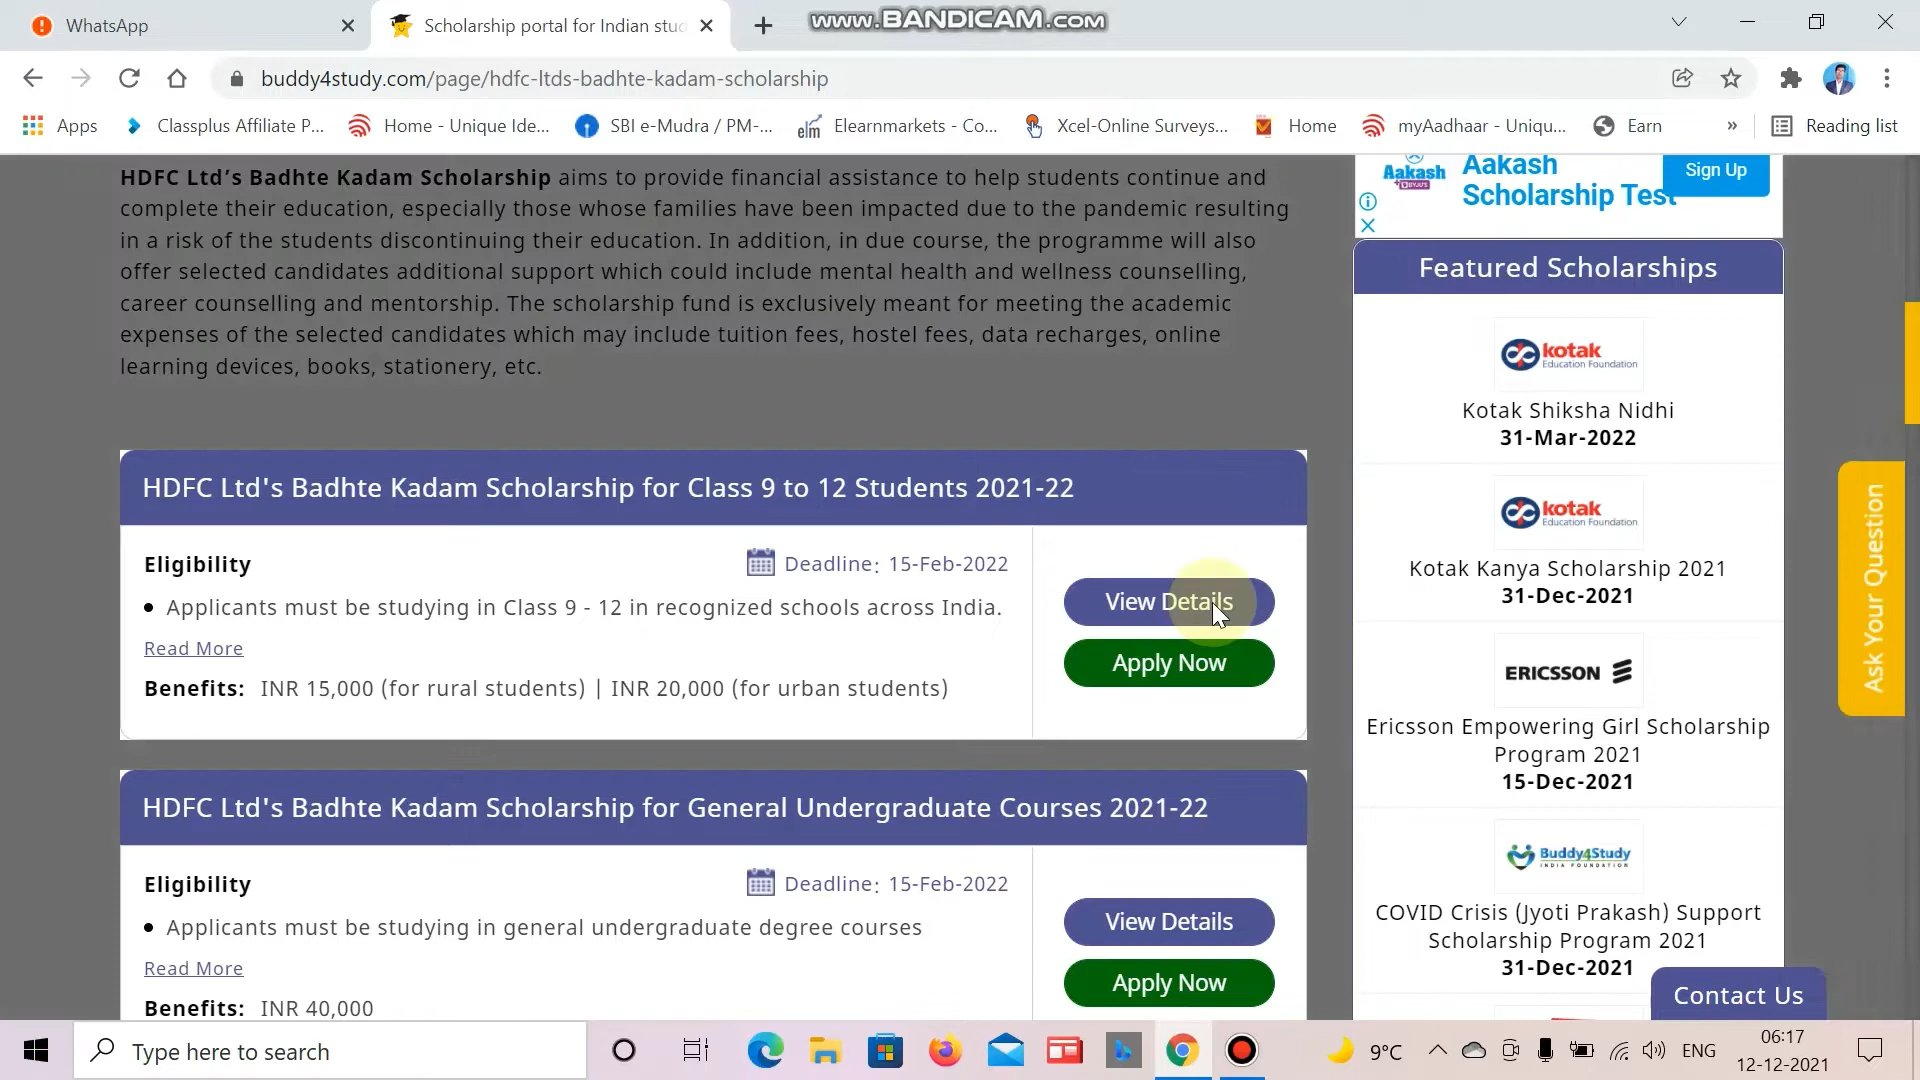 WhatsApp
Scholarship portal for Indian stud
www.BANDICAM.com
buddy4study.com/page/hdfc-ltds-badhte-kadam-scholarship
Apps
Classplus Affiliate P...
Home - Unique Ide...
SBI e-Mudra / PM-...
elm
Elearnmarkets - Co...
Xcel-Online Surveys...
Home
myAadhaar - Uniqu...
Earn
»
Reading list
HDFC Ltd's Badhte Kadam Scholarship aims to provide financial assistance to help students continue and
complete their education, especially those whose families have been impacted due to the pandemic resulting
in a risk of the students discontinuing their education. In addition, in due course, the programme will also
offer selected candidates additional support which could include mental health and wellness counselling,
career counselling and mentorship. The scholarship fund is exclusively meant for meeting the academic
expenses of the selected candidates which may include tuition fees, hostel fees, data recharges, online
learning devices, books, stationery, etc.
Aakash
+BYJU'S
Aakash
Scholarship Test
Sign Up
Featured Scholarships
kotak
Education Foundation
Kotak Shiksha Nidhi
31-Mar-2022
kotak
Education Foundation
Kotak Kanya Scholarship 2021
31-Dec-2021
ERICSSON
Ericsson Empowering Girl Scholarship
Program 2021
15-Dec-2021
Buddy4Study
INDIA FOUNDATION
COVID Crisis (Jyoti Prakash) Support
Scholarship Program 2021
31-Dec-2021
HDFC Ltd's Badhte Kadam Scholarship for Class 9 to 12 Students 2021-22
Eligibility
Deadline: 15-Feb-2022
• Applicants must be studying in Class 9 - 12 in recognized schools across India.
Read More
Benefits: INR 15,000 (for rural students) | INR 20,000 (for urban students)
View Details
Apply Now
HDFC Ltd's Badhte Kadam Scholarship for General Undergraduate Courses 2021-22
Eligibility
Deadline: 15-Feb-2022
• Applicants must be studying in general undergraduate degree courses
Read More
Benefits: INR 40,000
View Details
Apply Now
Ask Your Question
Contact Us
Type here to search
9°C
ENG
06:17
12-12-2021